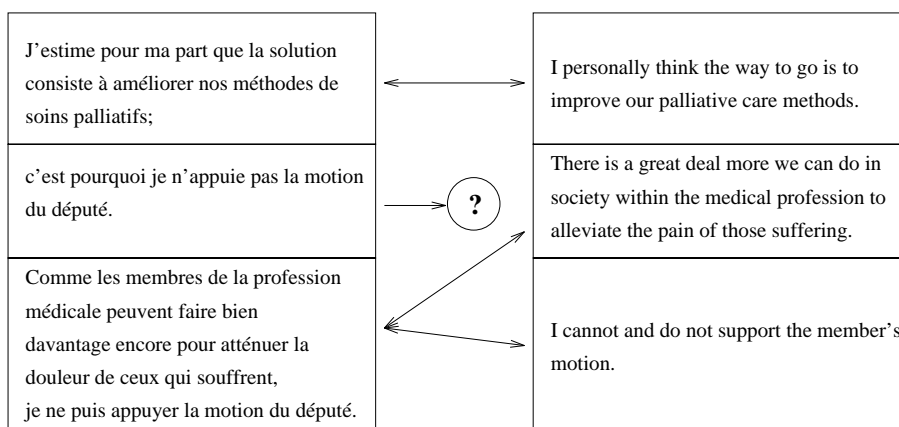 J’estime pour ma part que la solution
consiste à améliorer nos méthodes de
soins palliatifs;
c’est pourquoi je n’appuie pas la motion
du député.
Comme les membres de la profession
médicale peuvent faire bien
davantage encore pour atténuer la
douleur de ceux qui souffrent,
je ne puis appuyer la motion du député.
?
I personally think the way to go is to
improve our palliative care methods.
There is a great deal more we can do in
society within the medical profession to
alleviate the pain of those suffering.
I cannot and do not support the member’s
motion.